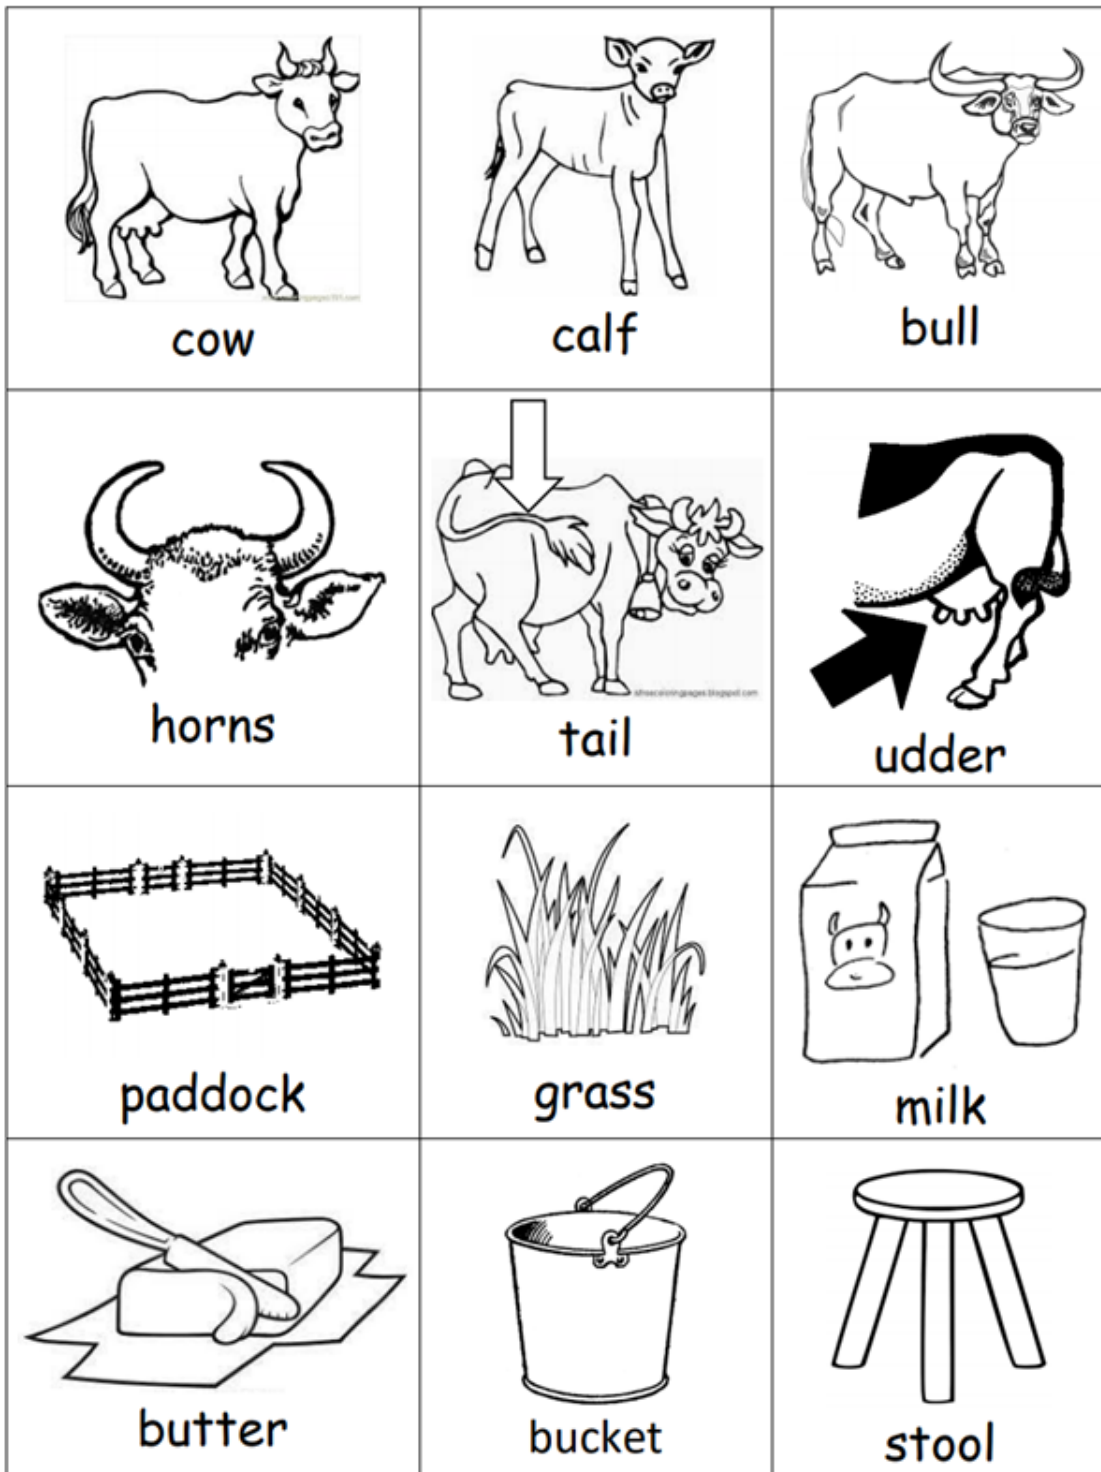 cow
calf
bull
horns
tail
udder
paddock
grass
milk
butter
bucket
stool